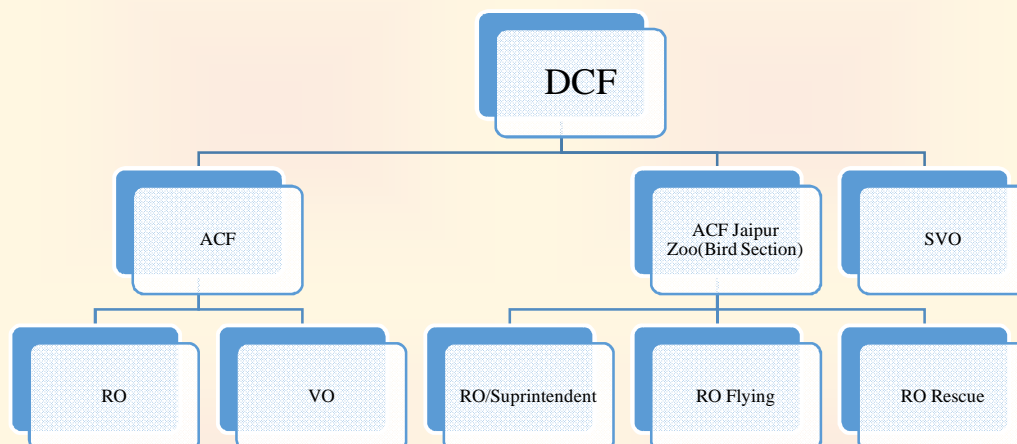 DCF
ACF
ACF Jaipur
Zoo(Bird Section)
SVO
RO
VO
RO/Suprintendent
RO Flying
RO Rescue